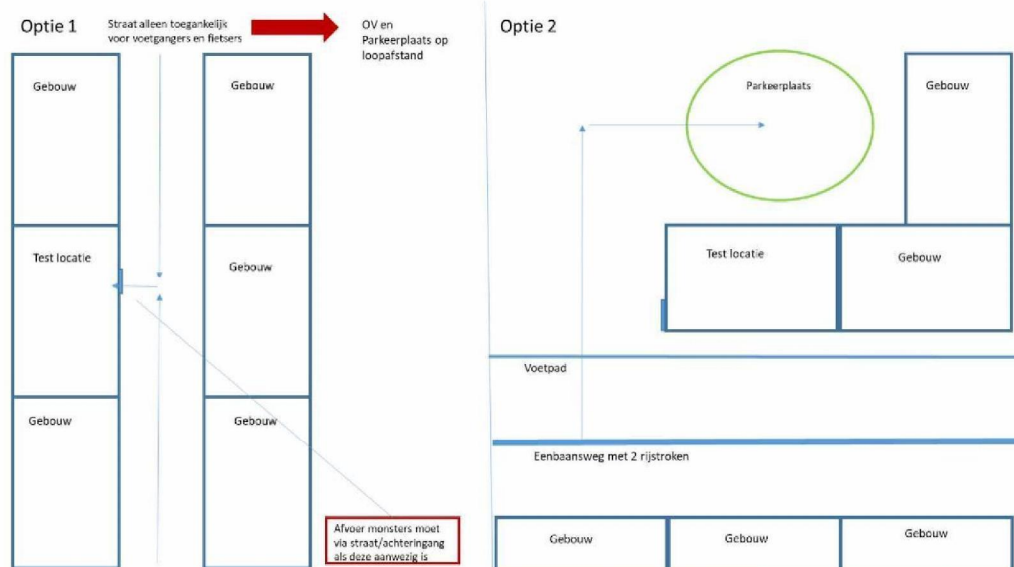 Optie 1
Straat alleen toegankelijk
voor voetgangers en fietsers
OV en
Parkeerplaats op
loopafstand
Gebouw
Gebouw
Test locatie
Gebouw
Gebouw
Gebouw
Afvoer monsters moet
via straat/achteringang
als deze aanwezig is
Optie 2
Parkeerplaats
Gebouw
Test locatie
Gebouw
Voetpad
Eenbaansweg met 2 rijstroken
Gebouw
Gebouw
Gebouw